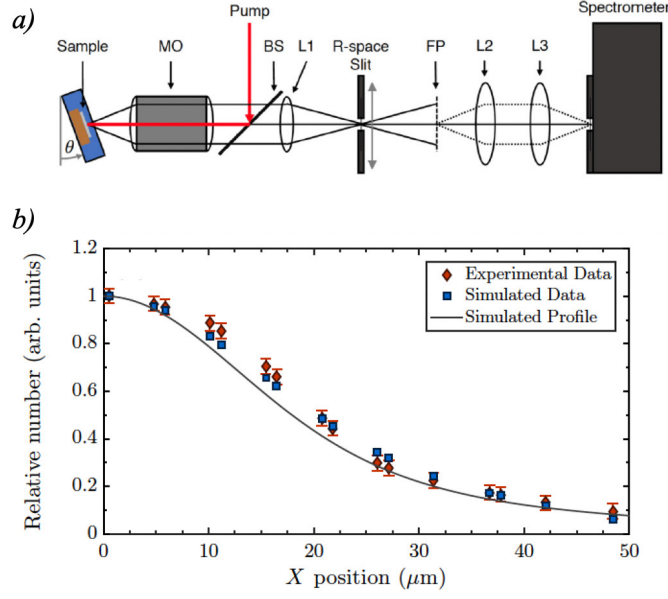 a)
Pump
Spectrometer
Sample
MO
BS
L1
R-space
Slit
FP
L2
L3
θ
b)
Relative number (arb. units)
1.2
1
0.8
0.6
0.4
0.2
0
Experimental Data
Simulated Data
Simulated Profile
0
10
20
30
40
50
X position (μm)